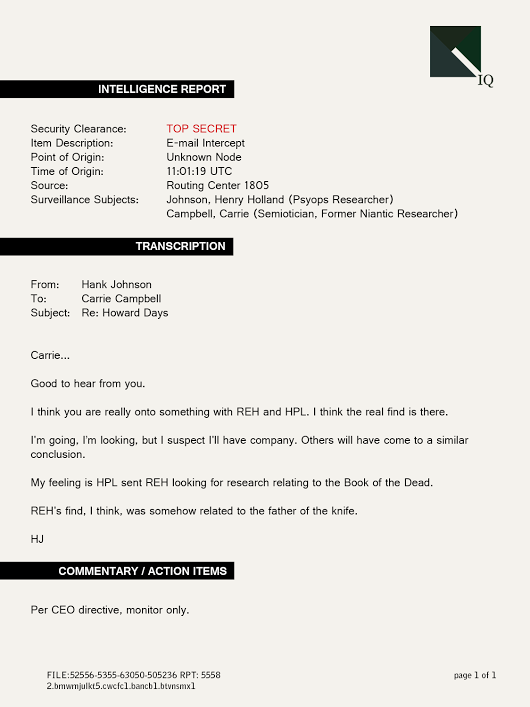 IQ
INTELLIGENCE REPORT
Security Clearance: TOP SECRET
Item Description: E-mail Intercept
Point of Origin: Unknown Node
Time of Origin: 11:01:19 UTC
Source: Routing Center 1805
Surveillance Subjects: Johnson, Henry Holland (Psyops Researcher)
Campbell, Carrie (Semiotician, Former Niantic Researcher)
TRANSCRIPTION
From: Hank Johnson
To: Carrie Campbell
Subject: Re: Howard Days
Carrie...
Good to hear from you.
I think you are really onto something with REH and HPL. I think the real find is there.
I'm going, I'm looking, but I suspect I'll have company. Others will have come to a similar
conclusion.
My feeling is HPL sent REH looking for research relating to the Book of the Dead.
REH's find, I think, was somehow related to the father of the knife.
HJ
COMMENTARY / ACTION ITEMS
Per CEO directive, monitor only.
FILE:52556-5355-63050-505236 RPT: 5558
page 1 of 1
2.bmwmjulkt5.cwcfc1.bancb1.btvnsmx1